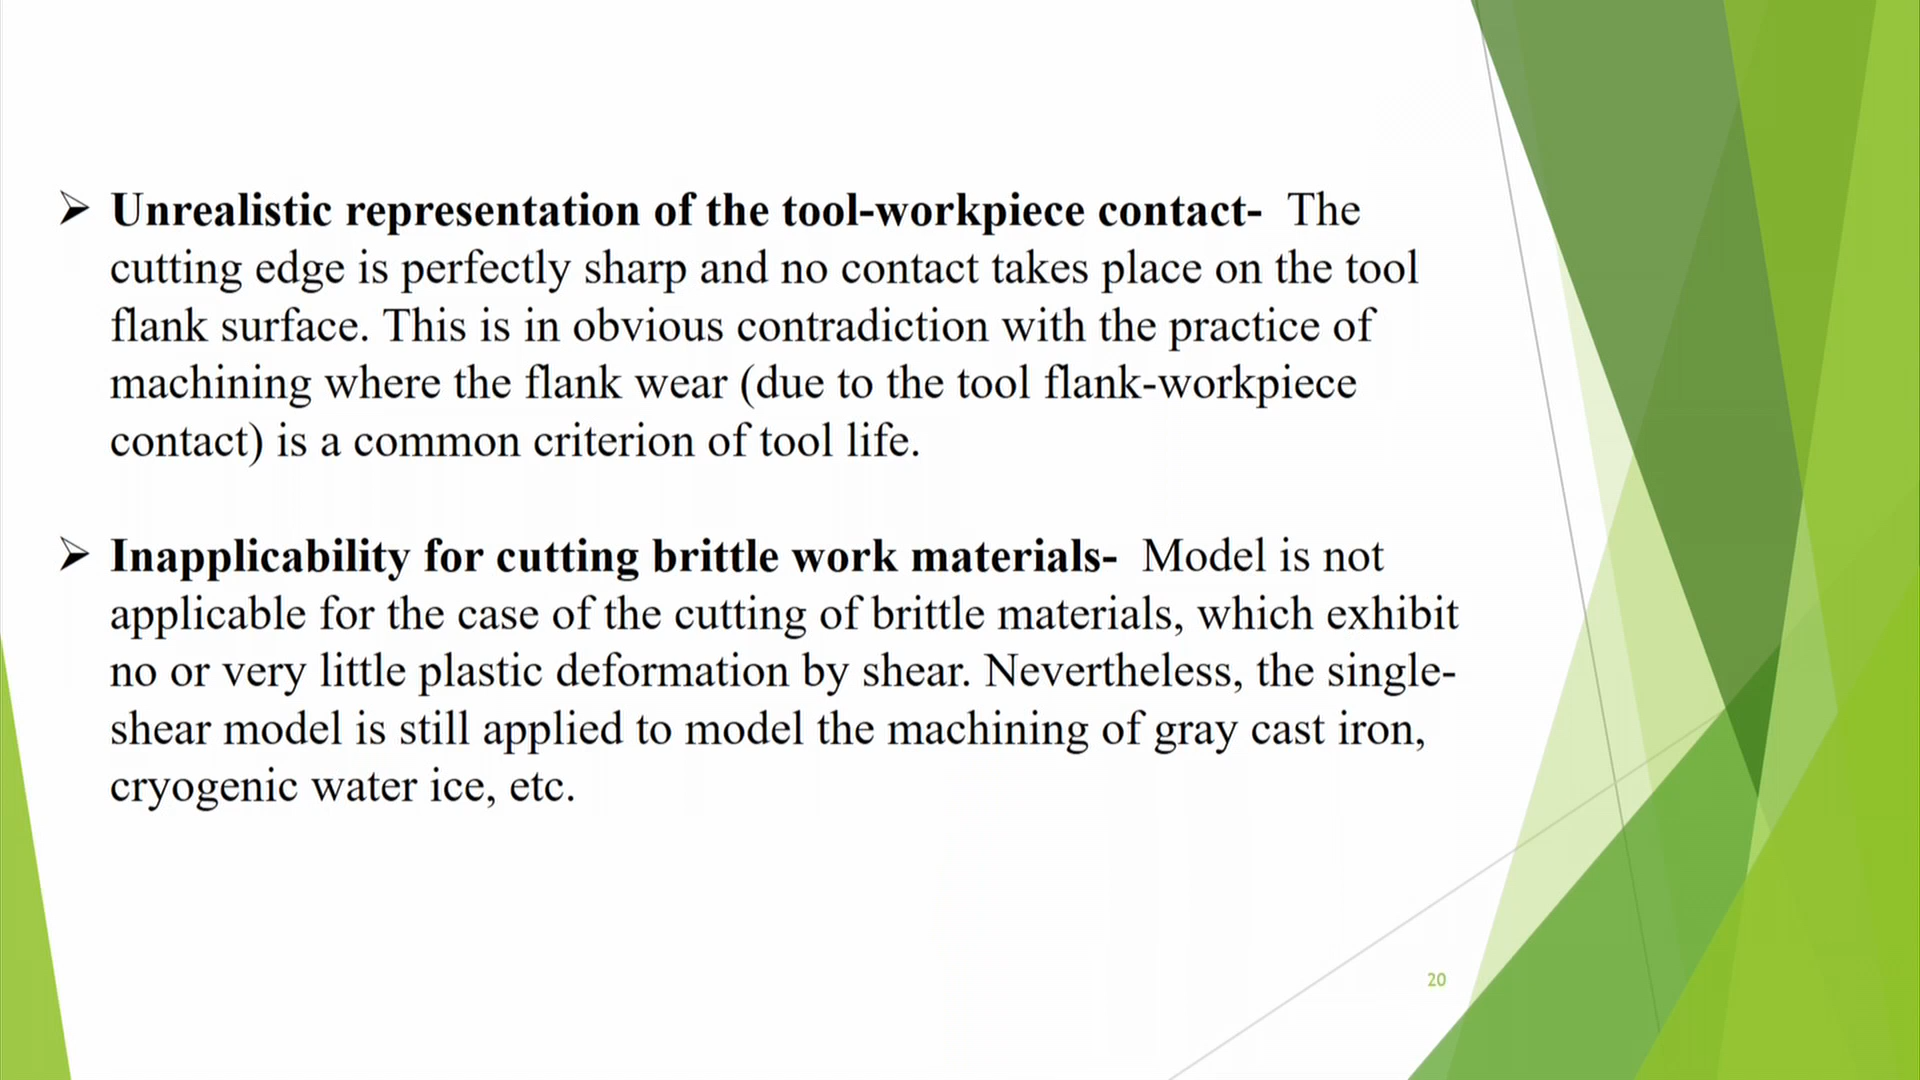 ➢ Unrealistic representation of the tool-workpiece contact- The
cutting edge is perfectly sharp and no contact takes place on the tool
flank surface. This is in obvious contradiction with the practice of
machining where the flank wear (due to the tool flank-workpiece
contact) is a common criterion of tool life.
➢ Inapplicability for cutting brittle work materials- Model is not
applicable for the case of the cutting of brittle materials, which exhibit
no or very little plastic deformation by shear. Nevertheless, the single-
shear model is still applied to model the machining of gray cast iron,
cryogenic water ice, etc.
20